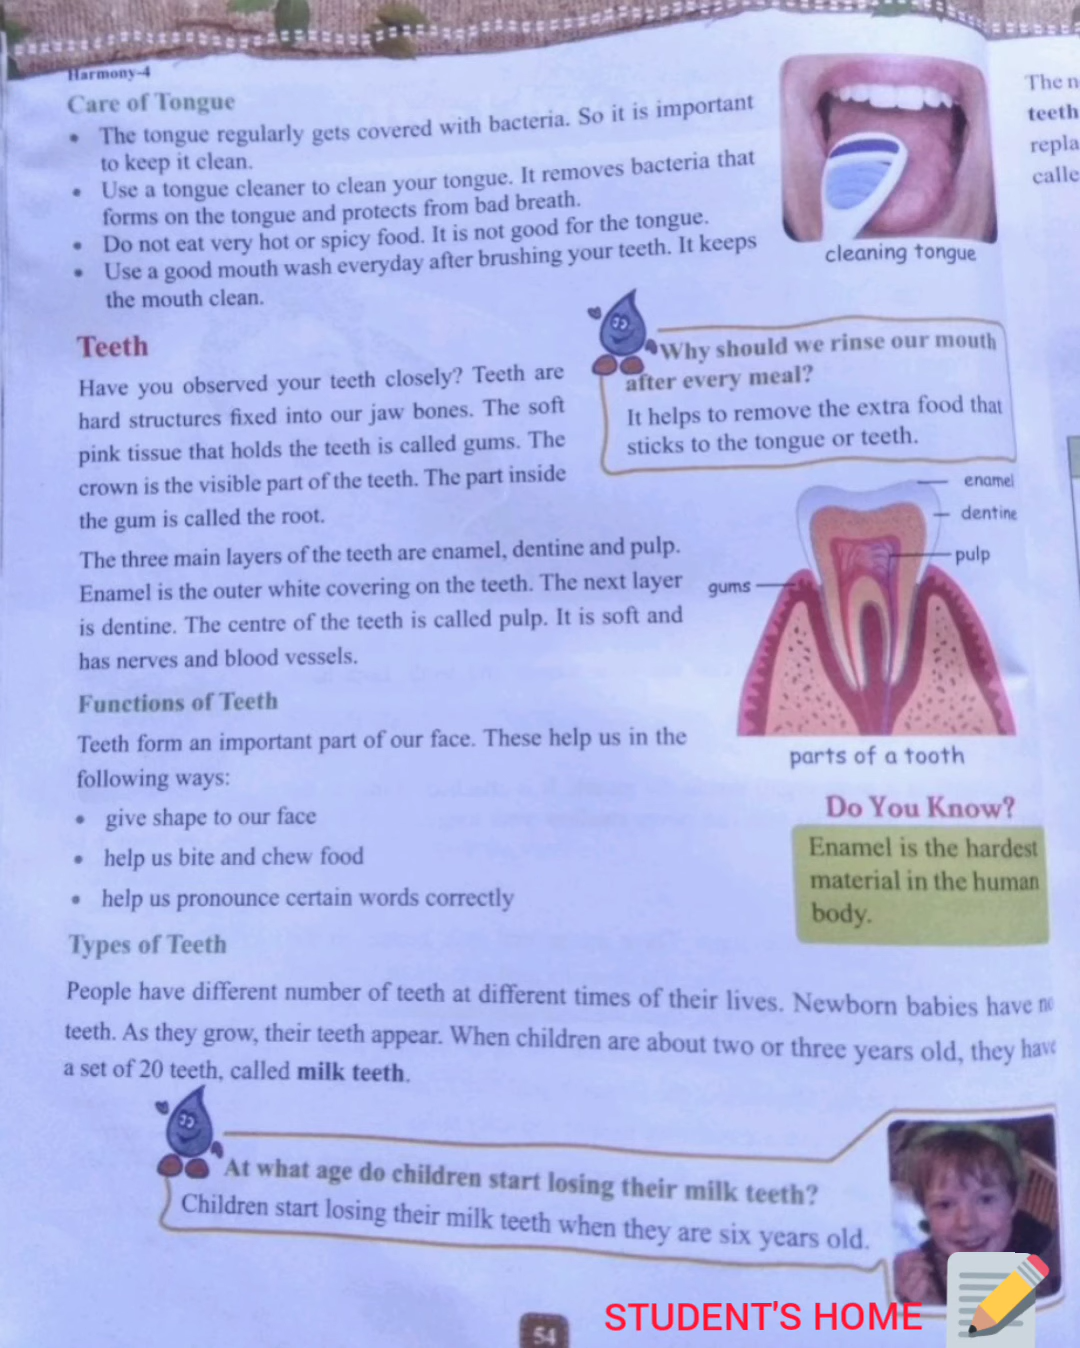 Harmony-4
Care of Tongue
• The tongue regularly gets covered with bacteria. So it is important
to keep it clean.
• Use a tongue cleaner to clean your tongue. It removes bacteria that
forms on the tongue and protects from bad breath.
• Do not eat very hot or spicy food. It is not good for the tongue.
• Use a good mouth wash everyday after brushing your teeth. It keeps
the mouth clean.
cleaning tongue
Teeth
Have you observed your teeth closely? Teeth are
hard structures fixed into our jaw bones. The soft
pink tissue that holds the teeth is called gums. The
crown is the visible part of the teeth. The part inside
the gum is called the root.
Why should we rinse our mouth
after every meal?
It helps to remove the extra food that
sticks to the tongue or teeth.
The three main layers of the teeth are enamel, dentine and pulp.
Enamel is the outer white covering on the teeth. The next layer
is dentine. The centre of the teeth is called pulp. It is soft and
has nerves and blood vessels.
enamel
dentine
pulp
gums
parts of a tooth
Functions of Teeth
Teeth form an important part of our face. These help us in the
following ways:
• give shape to our face
• help us bite and chew food
• help us pronounce certain words correctly
Do You Know?
Enamel is the hardest
material in the human
body.
Types of Teeth
People have different number of teeth at different times of their lives. Newborn babies have no
teeth. As they grow, their teeth appear. When children are about two or three years old, they have
a set of 20 teeth, called milk teeth.
At what age do children start losing their milk teeth?
Children start losing their milk teeth when they are six years old.
54
STUDENT'S HOME
The n
teeth
repla
calle